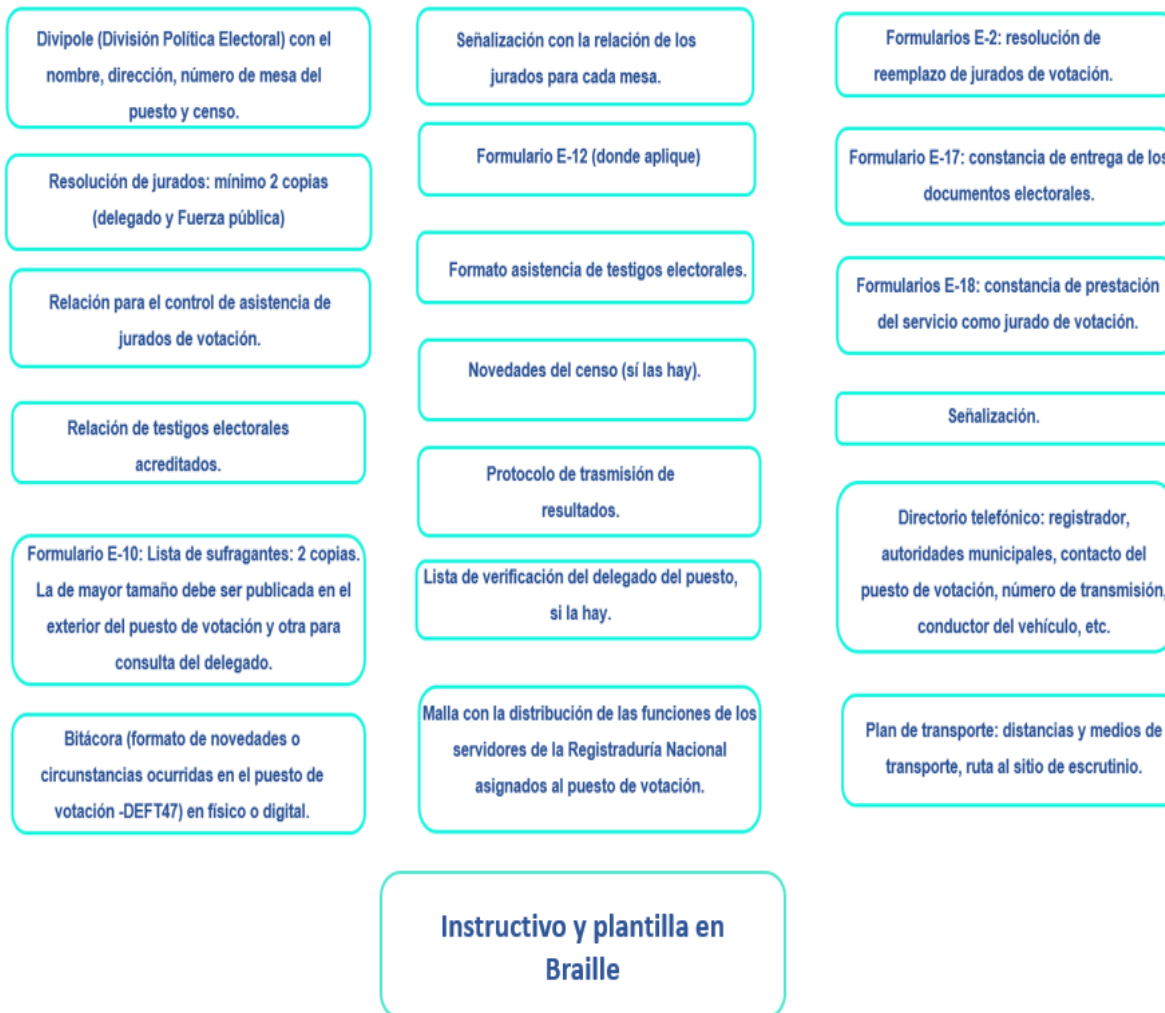 Divipole (División Política Electoral) con el
nombre, dirección, número de mesa del
puesto y censo.
Resolución de jurados: mínimo 2 copias
(delegado y Fuerza pública)
Relación para el control de asistencia de
jurados de votación.
Relación de testigos electorales
acreditados.
Formulario E-10: Lista de sufragantes: 2 copias.
La de mayor tamaño debe ser publicada en el
exterior del puesto de votación y otra para
consulta del delegado.
Bitácora (formato de novedades o
circunstancias ocurridas en el puesto de
votación -DEFT47) en físico o digital.
Señalización con la relación de los
jurados para cada mesa.
Formulario E-12 (donde aplique)
Formato asistencia de testigos electorales.
Novedades del censo (sí las hay).
Protocolo de trasmisión de
resultados.
Lista de verificación del delegado del puesto,
si la hay.
Malla con la distribución de las funciones de los
servidores de la Registraduría Nacional
asignados al puesto de votación.
Formularios E-2: resolución de
reemplazo de jurados de votación.
Formulario E-17: constancia de entrega de los
documentos electorales.
Formularios E-18: constancia de prestación
del servicio como jurado de votación.
Señalización.
Directorio telefónico: registrador,
autoridades municipales, contacto del
puesto de votación, número de transmisión,
conductor del vehículo, etc.
Plan de transporte: distancias y medios de
transporte, ruta al sitio de escrutinio.
Instructivo y plantilla en
Braille